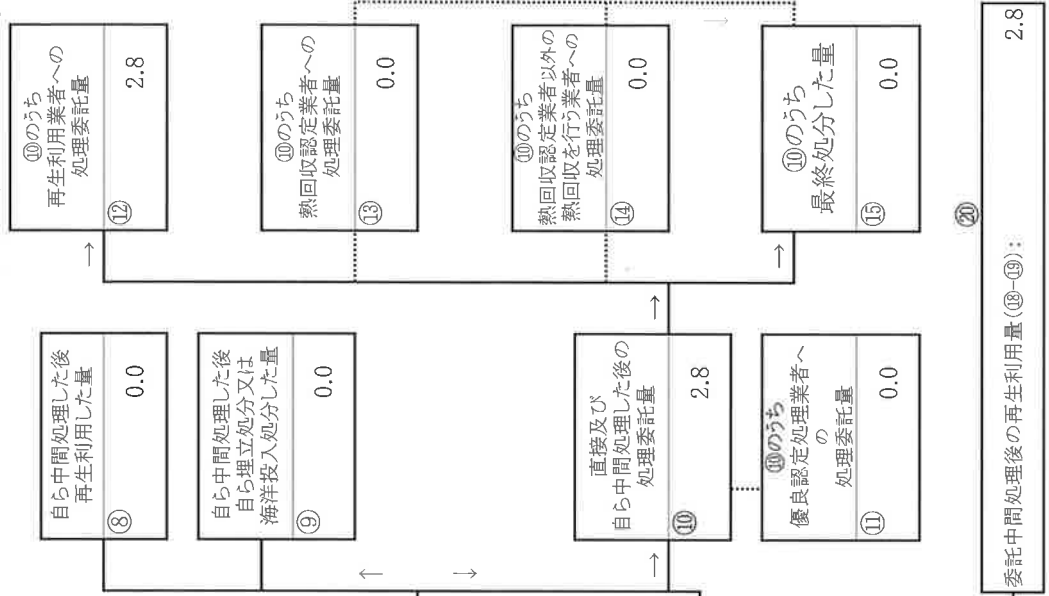 自ら中間処理した後
再生利用した量
⑧
0.0
自ら中間処理した後
自ら埋立処分又は
海洋投入処分した量
⑨
0.0
↑
↓
→
直接及び
自ら中間処理した後の
処理委託量
⑩
2.8
⑩のうち
優良認定処理業者へ
の
処理委託量
⑪
0.0
→
→
⑩のうち
再生利用業者への
処理委託量
⑫
2.8
⑩のうち
熱回収認定業者への
処理委託量
⑬
0.0
⑩のうち
熱回収認定業者以外の
熱回収を行う業者への
処理委託量
⑭
0.0
→
↓
⑩のうち
最終処分した量
⑮
0.0
⑳
委託中間処理後の再生利用量(⑱-⑲):
2.8